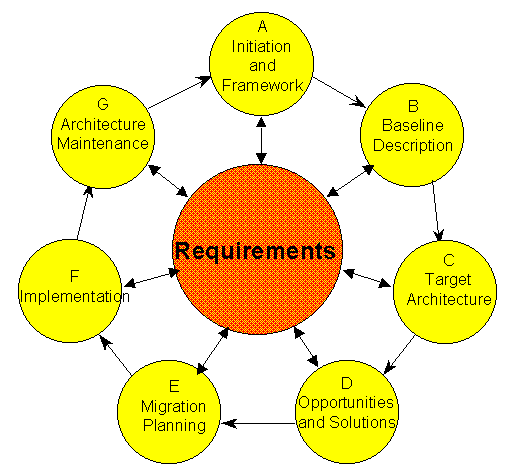 A
Initiation
and
Framework
B
Baseline
Description
C
Target
Architecture
D
Opportunities
and Solutions
E
Migration
Planning
F
Implementation
G
Architecture
Maintenance
Requirements